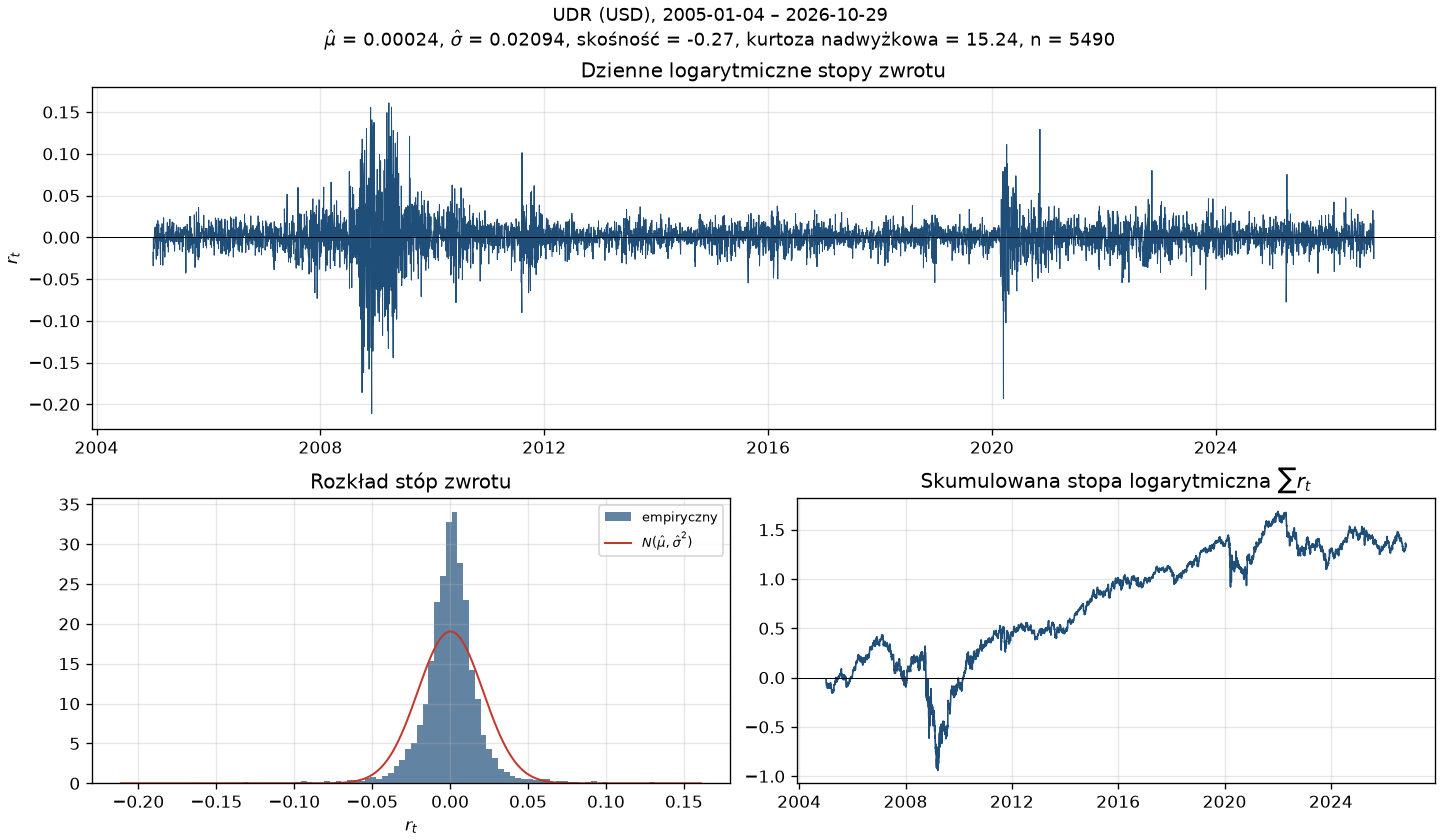 UDR (USD), 2005-01-04 – 2026-10-29
μ̂ = 0.00024, σ̂ = 0.02094, skośność = -0.27, kurtoza nadwyżkowa = 15.24, n = 5490
Dzienne logarytmiczne stopy zwrotu
0.15
0.10
0.05
0.00
−0.05
−0.10
−0.15
−0.20
r_t
2004 2008 2012 2016 2020 2024
Rozkład stóp zwrotu
35
30
25
20
15
10
5
0
empiryczny
N(μ̂, σ̂²)
−0.20 −0.15 −0.10 −0.05 0.00 0.05 0.10 0.15
r_t
Skumulowana stopa logarytmiczna ∑r_t
1.5
1.0
0.5
0.0
−0.5
−1.0
2004 2008 2012 2016 2020 2024